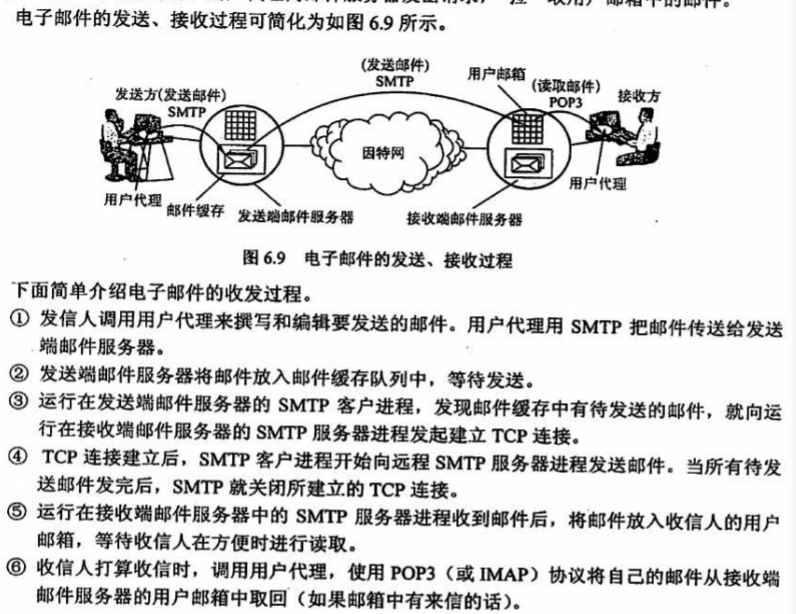 电子邮件的发送、接收过程可简化为如图 6.9 所示。
(发送邮件)
SMTP
用户邮箱
(读取邮件)
POP3
接收方
发送方(发送邮件)
SMTP
因特网
用户代理
邮件缓存
发送端邮件服务器
接收端邮件服务器
用户代理
图 6.9 电子邮件的发送、接收过程
下面简单介绍电子邮件的收发过程。
① 发信人调用用户代理来撰写和编辑要发送的邮件。用户代理用 SMTP 把邮件传送给发送
端邮件服务器。
② 发送端邮件服务器将邮件放入邮件缓存队列中，等待发送。
③ 运行在发送端邮件服务器的 SMTP 客户进程，发现邮件缓存中有待发送的邮件，就向运
行在接收端邮件服务器的 SMTP 服务器进程发起建立 TCP 连接。
④ TCP 连接建立后，SMTP 客户进程开始向远程 SMTP 服务器进程发送邮件。当所有待发
送邮件发完后，SMTP 就关闭所建立的 TCP 连接。
⑤ 运行在接收端邮件服务器中的 SMTP 服务器进程收到邮件后，将邮件放入收信人的用户
邮箱，等待收信人在方便时进行读取。
⑥ 收信人打算收信时，调用用户代理，使用 POP3（或 IMAP）协议将自己的邮件从接收端
邮件服务器的用户邮箱中取回（如果邮箱中有来信的话）。